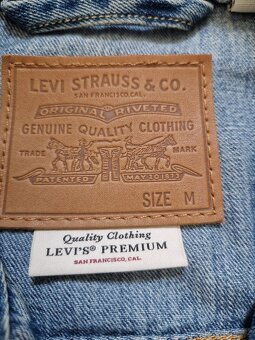 LEVI STRAUSS & CO.
SAN FRANCISCO, CAL.
ORIGINAL RIVETED
GENUINE QUALITY CLOTHING
TRADE MARK
PATENTED MAY 20 1873
SIZE M
Quality Clothing
LEVI'S® PREMIUM
SAN FRANCISCO, CAL.